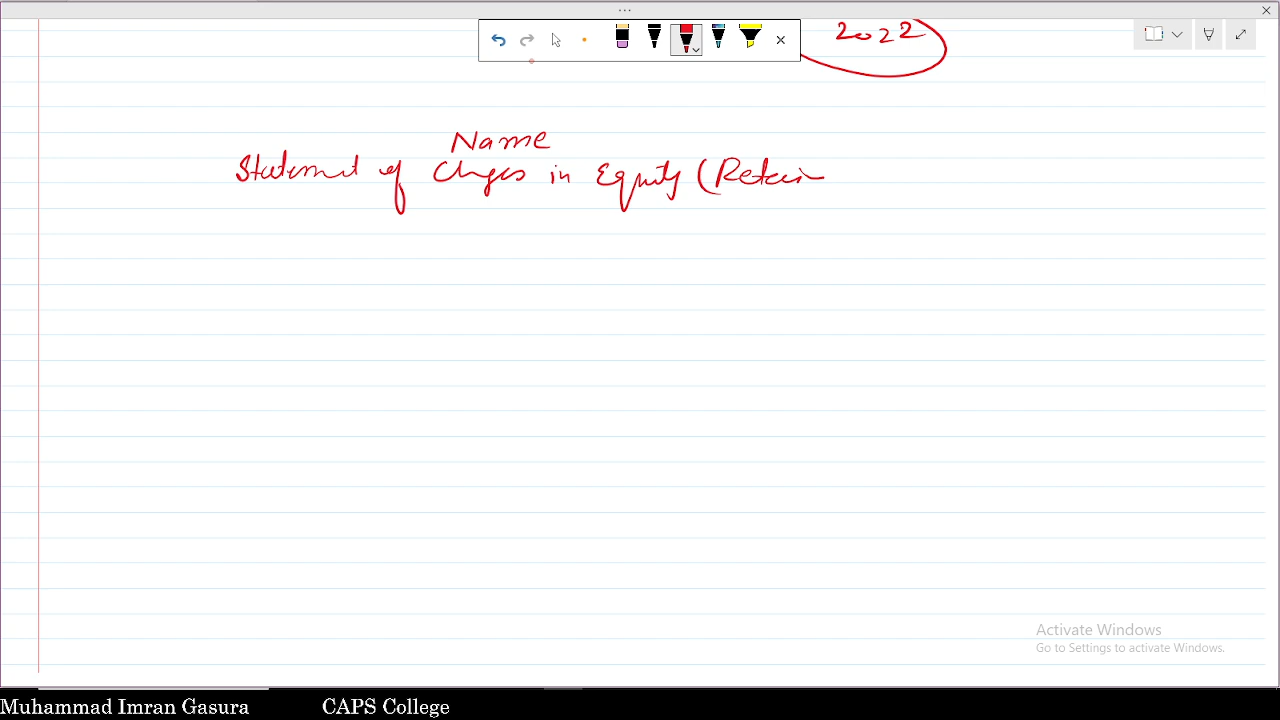 2022
Name
Statement of Changes in Equity (Retain
Activate Windows
Go to Settings to activate Windows.
Muhammad Imran Gasura CAPS College